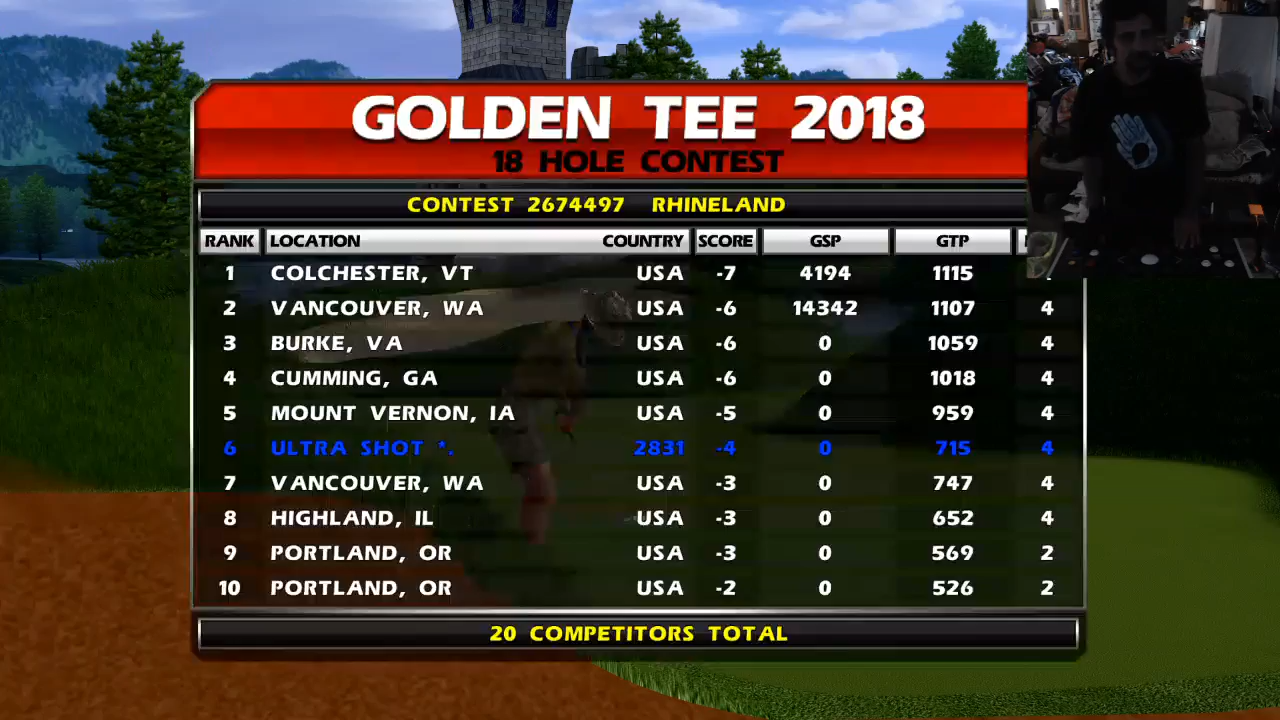 GOLDEN TEE 2018
18 HOLE CONTEST
CONTEST 2674497 RHINELAND
RANK LOCATION COUNTRY SCORE GSP GTP
1 COLCHESTER, VT USA -7 4194 1115
2 VANCOUVER, WA USA -6 14342 1107 4
3 BURKE, VA USA -6 0 1059 4
4 CUMMING, GA USA -6 0 1018 4
5 MOUNT VERNON, IA USA -5 0 959 4
6 ULTRA SHOT *. 2831 -4 0 715 4
7 VANCOUVER, WA USA -3 0 747 4
8 HIGHLAND, IL USA -3 0 652 4
9 PORTLAND, OR USA -3 0 569 2
10 PORTLAND, OR USA -2 0 526 2
20 COMPETITORS TOTAL